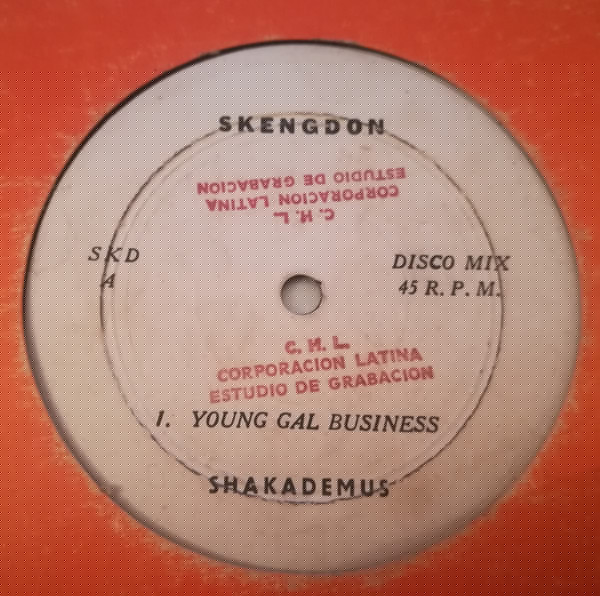 SKENGDON
C. H. L.
CORPORACION LATINA
ESTUDIO DE GRABACION
SKD
A
DISCO MIX
45 R. P. M.
C. H. L.
CORPORACION LATINA
ESTUDIO DE GRABACION
1. YOUNG GAL BUSINESS
SHAKADEMUS